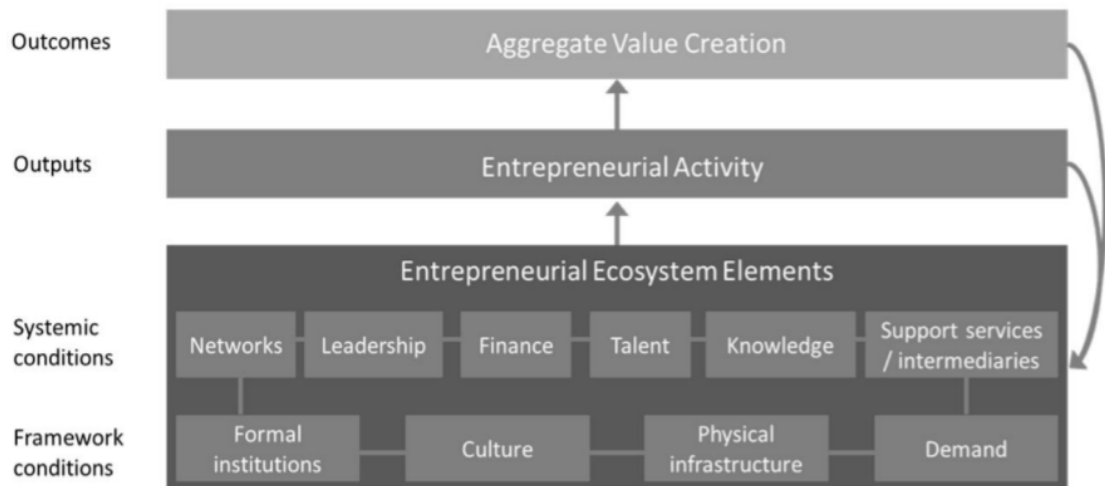 Outcomes
Aggregate Value Creation
Outputs
Entrepreneurial Activity
Entrepreneurial Ecosystem Elements
Systemic
conditions
Networks
Leadership
Finance
Talent
Knowledge
Support services
/ intermediaries
Framework
conditions
Formal
institutions
Culture
Physical
infrastructure
Demand